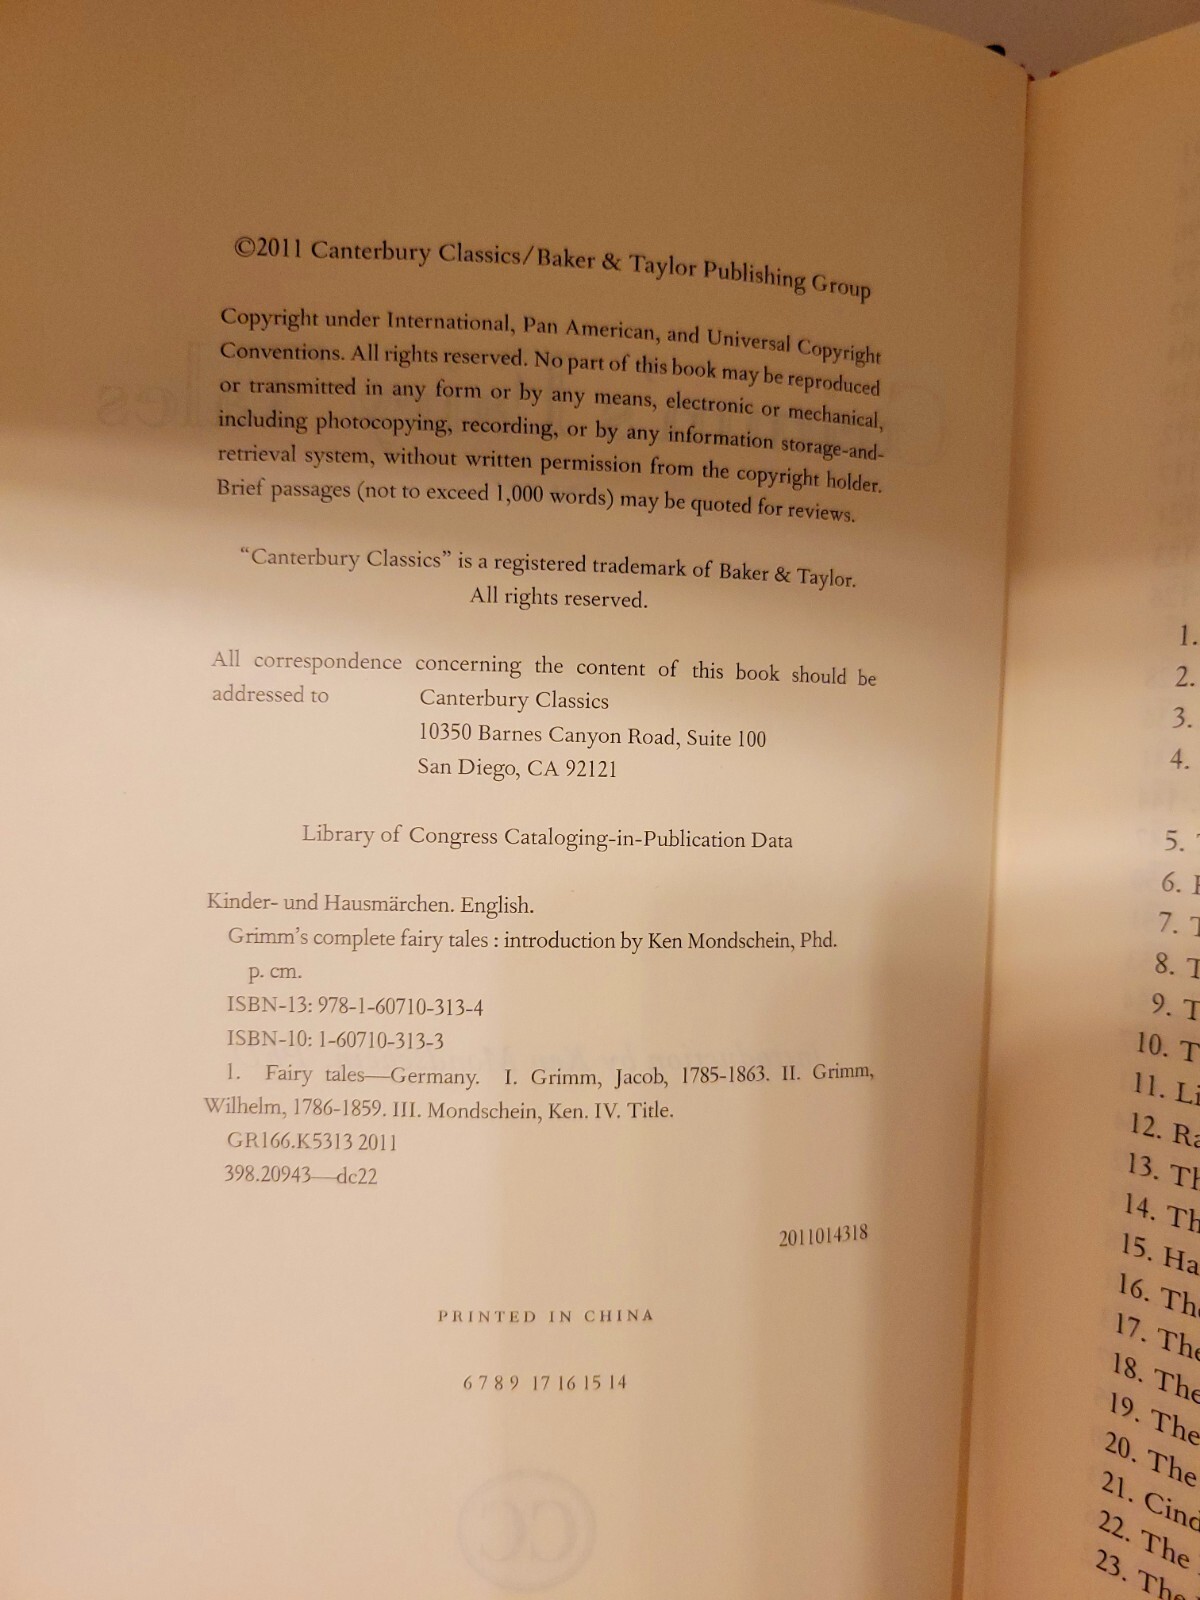 ©2011 Canterbury Classics/Baker & Taylor Publishing Group
Copyright under International, Pan American, and Universal Copyright
Conventions. All rights reserved. No part of this book may be reproduced
or transmitted in any form or by any means, electronic or mechanical,
including photocopying, recording, or by any information storage-and-
retrieval system, without written permission from the copyright holder.
Brief passages (not to exceed 1,000 words) may be quoted for reviews.
“Canterbury Classics” is a registered trademark of Baker & Taylor.
All rights reserved.
All correspondence concerning the content of this book should be
addressed to Canterbury Classics
10350 Barnes Canyon Road, Suite 100
San Diego, CA 92121
Library of Congress Cataloging-in-Publication Data
Kinder- und Hausmärchen. English.
Grimm's complete fairy tales : introduction by Ken Mondschein, Phd.
p. cm.
ISBN-13: 978-1-60710-313-4
ISBN-10: 1-60710-313-3
1. Fairy tales—Germany. I. Grimm, Jacob, 1785-1863. II. Grimm,
Wilhelm, 1786-1859. III. Mondschein, Ken. IV. Title.
GR166.K5313 2011
398.20943—dc22
2011014318
PRINTED IN CHINA
6 7 8 9 17 16 15 14
1.
2.
3.
4.
5.
6.
7.
8.
9.
10.
11.
12.
13.
14.
15.
16. The
17. The
18. The
19. The
20. The
21.
22. The
23. The